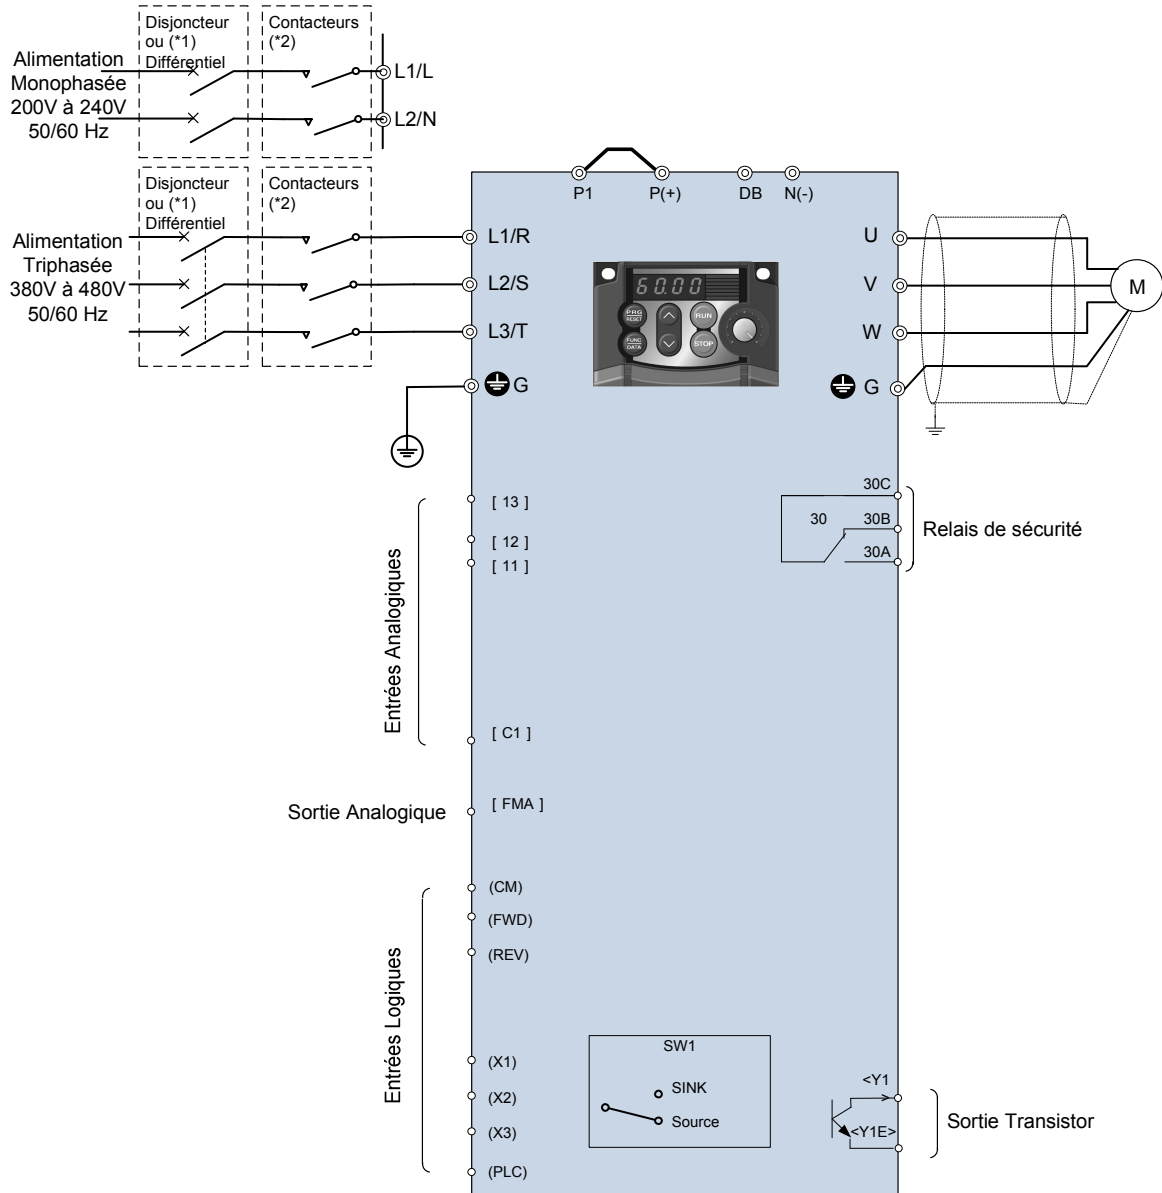 Disjoncteur
ou (*1)
Différentiel
Contacteurs
(*2)
Alimentation
Monophasée
200V à 240V
50/60 Hz
L1/L
L2/N
Disjoncteur
ou (*1)
Différentiel
Contacteurs
(*2)
Alimentation
Triphasée
380V à 480V
50/60 Hz
P1
P(+)
DB
N(-)
L1/R
L2/S
L3/T
G
60.00
PRG
RESET
RUN
FUNC
DATA
STOP
U
V
W
G
M
Entrées Analogiques
[ 13 ]
[ 12 ]
[ 11 ]
[ C1 ]
30C
30
30B
30A
Relais de sécurité
Sortie Analogique
[ FMA ]
Entrées Logiques
(CM)
(FWD)
(REV)
(X1)
(X2)
(X3)
(PLC)
SW1
SINK
Source
<Y1
<Y1E>
Sortie Transistor